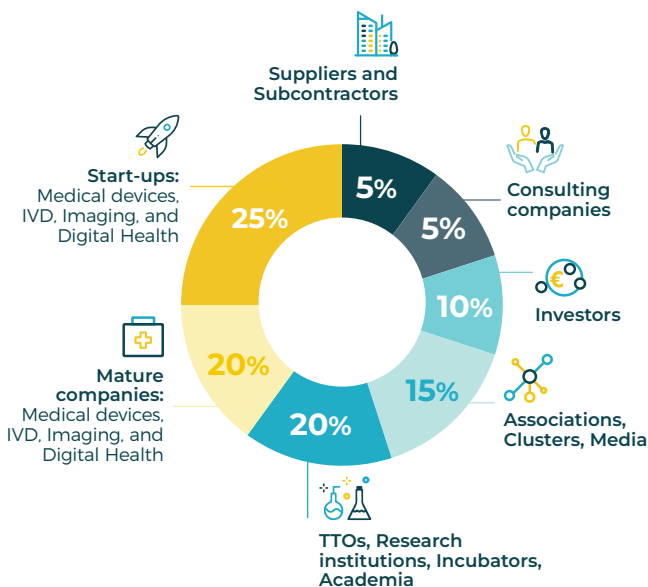 Suppliers and
Subcontractors
5%
Consulting
companies
5%
€
Investors
10%
Associations,
Clusters, Media
15%
TTOs, Research
institutions, Incubators,
Academia
20%
Mature
companies:
Medical devices,
IVD, Imaging, and
Digital Health
20%
Start-ups:
Medical devices,
IVD, Imaging, and
Digital Health
25%